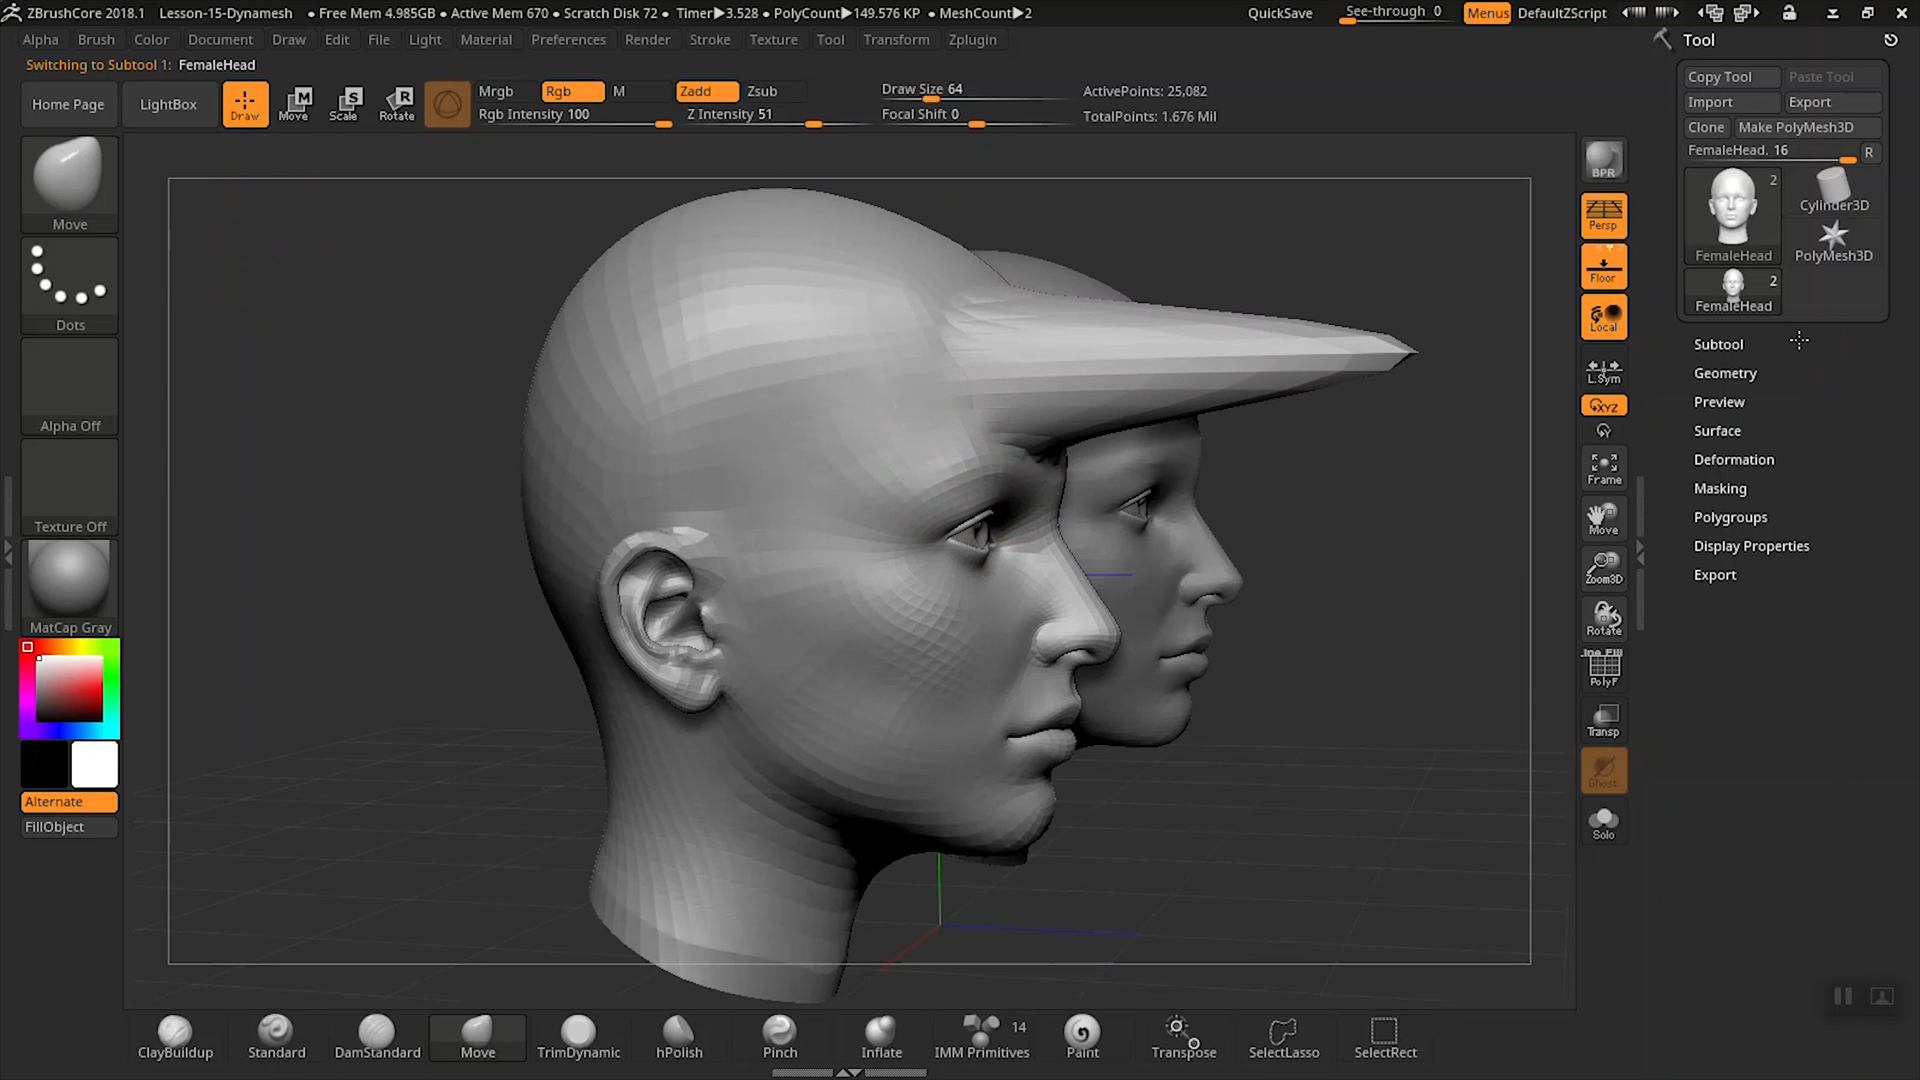 ZBrushCore 2018.1 Lesson-15-Dynamesh • Free Mem 4.985GB • Active Mem 670 • Scratch Disk 72 • Timer▶3.528 • PolyCount▶149.576 KP • MeshCount▶2 QuickSave See-through 0 Menus DefaultZScript
Alpha Brush Color Document Draw Edit File Light Material Preferences Render Stroke Texture Tool Transform Zplugin
Tool
Switching to Subtool 1: FemaleHead
Home Page LightBox Draw Move Scale Rotate
M S R
Mrgb Rgb M Zadd Zsub
Rgb Intensity 100 Z Intensity 51
Draw Size 64
Focal Shift 0
ActivePoints: 25,082
TotalPoints: 1.676 Mil
Copy Tool Paste Tool
Import Export
Clone Make PolyMesh3D
FemaleHead. 16 R
2
Cylinder3D
FemaleHead PolyMesh3D
2
FemaleHead
Subtool
Geometry
Preview
Surface
Deformation
Masking
Polygroups
Display Properties
Export
Move
Dots
Alpha Off
Texture Off
MatCap Gray
Alternate
FillObject
BPR
Persp
Floor
Local
L.Sym
XYZ
Y
Frame
Move
Zoom3D
Rotate
PolyF
Transp
Ghost
Solo
ClayBuildup Standard DamStandard Move TrimDynamic hPolish Pinch Inflate IMM Primitives 14 Paint Transpose SelectLasso SelectRect